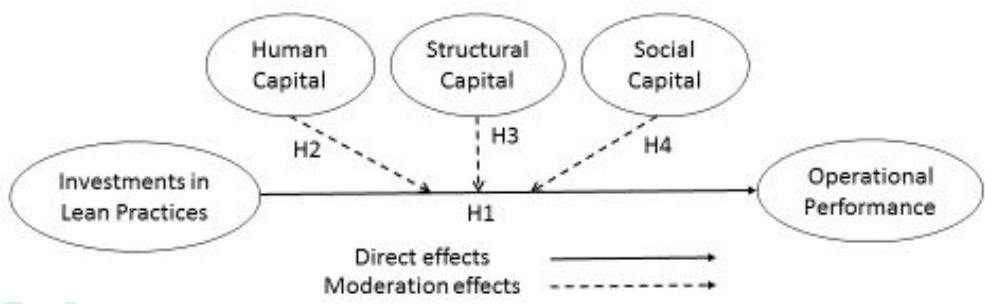 Human
Capital
Structural
Capital
Social
Capital
H2
H3
H4
Investments in
Lean Practices
H1
Operational
Performance
Direct effects
Moderation effects